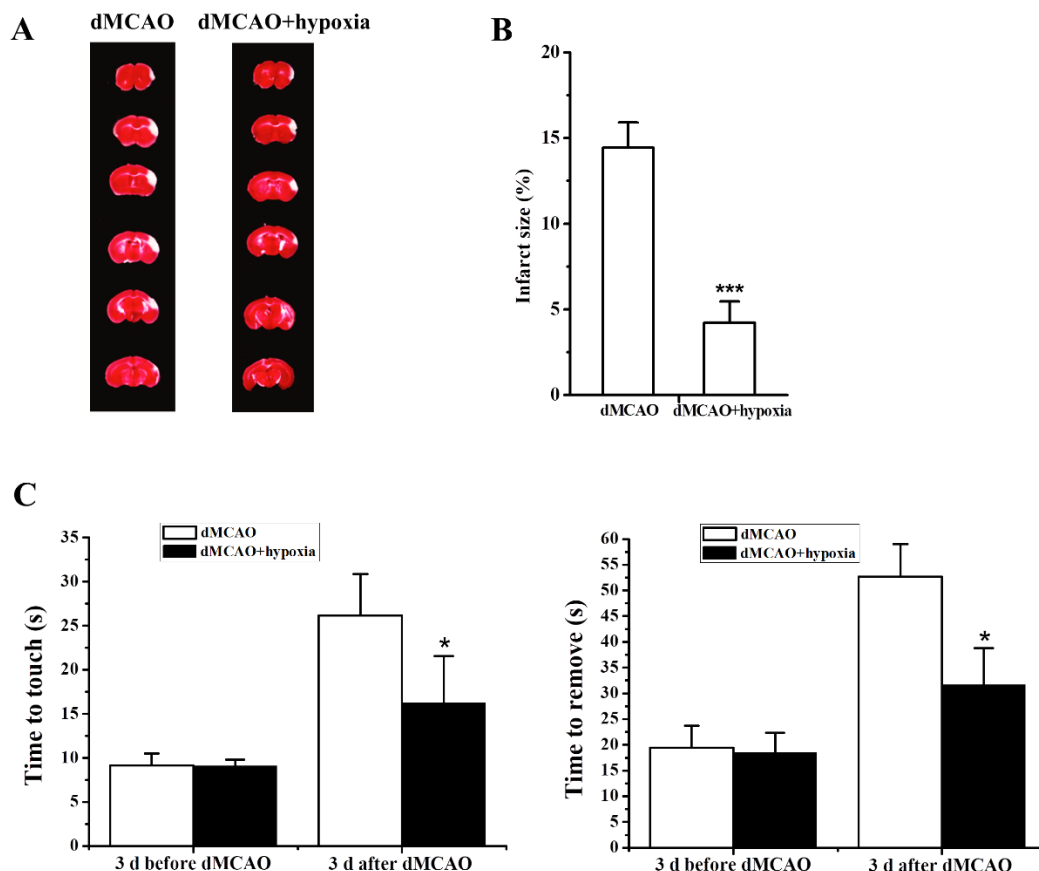 A
dMCAO
dMCAO+hypoxia
B
20
15
10
5
0
Infarct size (%)
***
dMCAO
dMCAO+hypoxia
C
35
30
25
20
15
10
5
0
Time to touch (s)
dMCAO
dMCAO+hypoxia
*
3 d before dMCAO
3 d after dMCAO
60
55
50
45
40
35
30
25
20
15
10
5
0
Time to remove (s)
dMCAO
dMCAO+hypoxia
*
3 d before dMCAO
3 d after dMCAO